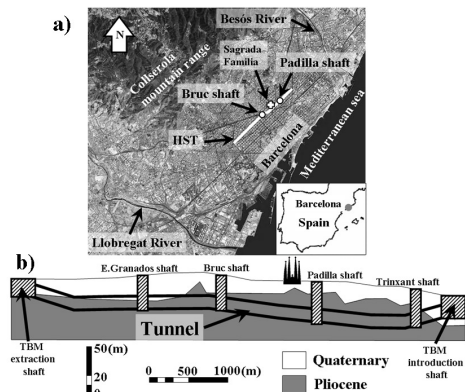 a)
N
Besós River
Collserola
mountain range
Sagrada
Familia
Padilla shaft
Bruc shaft
HST
Barcelona
Mediterranean sea
Llobregat River
Barcelona
Spain
b)
E.Granados shaft
Bruc shaft
Padilla shaft
Trinxant shaft
Tunnel
TBM
extraction
shaft
TBM
introduction
shaft
50(m)
20
0
0 500 1000(m)
Quaternary
Pliocene